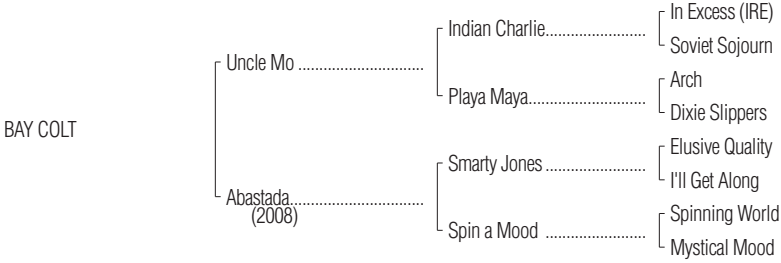 In Excess (IRE)
Indian Charlie.........................
Soviet Sojourn
Uncle Mo ..............................
Arch
Playa Maya.............................
Dixie Slippers
BAY COLT
Elusive Quality
Smarty Jones .........................
I'll Get Along
Abastada................................
(2008)
Spinning World
Spin a Mood .........................
Mystical Mood